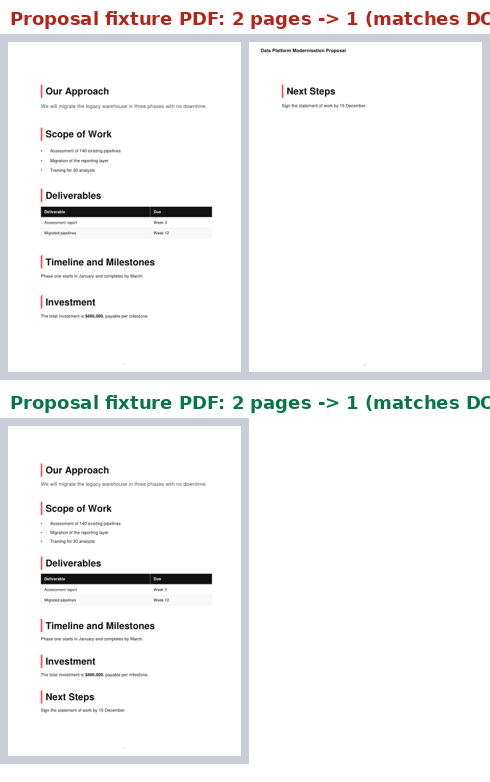 Proposal fixture PDF: 2 pages -> 1 (matches DO
Our Approach
We will migrate the legacy warehouse in three phases with no downtime.
Scope of Work
• Assessment of 140 existing pipelines
• Migration of the reporting layer
• Training for 30 analysts
Deliverables
Deliverable Due
Assessment report Week 3
Migrated pipelines Week 12
Timeline and Milestones
Phase one starts in January and completes by March.
Investment
The total investment is $480,000, payable per milestone.
Data Platform Modernisation Proposal
Next Steps
Sign the statement of work by 15 December.
Proposal fixture PDF: 2 pages -> 1 (matches DO
Our Approach
We will migrate the legacy warehouse in three phases with no downtime.
Scope of Work
• Assessment of 140 existing pipelines
• Migration of the reporting layer
• Training for 30 analysts
Deliverables
Deliverable Due
Assessment report Week 3
Migrated pipelines Week 12
Timeline and Milestones
Phase one starts in January and completes by March.
Investment
The total investment is $480,000, payable per milestone.
Next Steps
Sign the statement of work by 15 December.